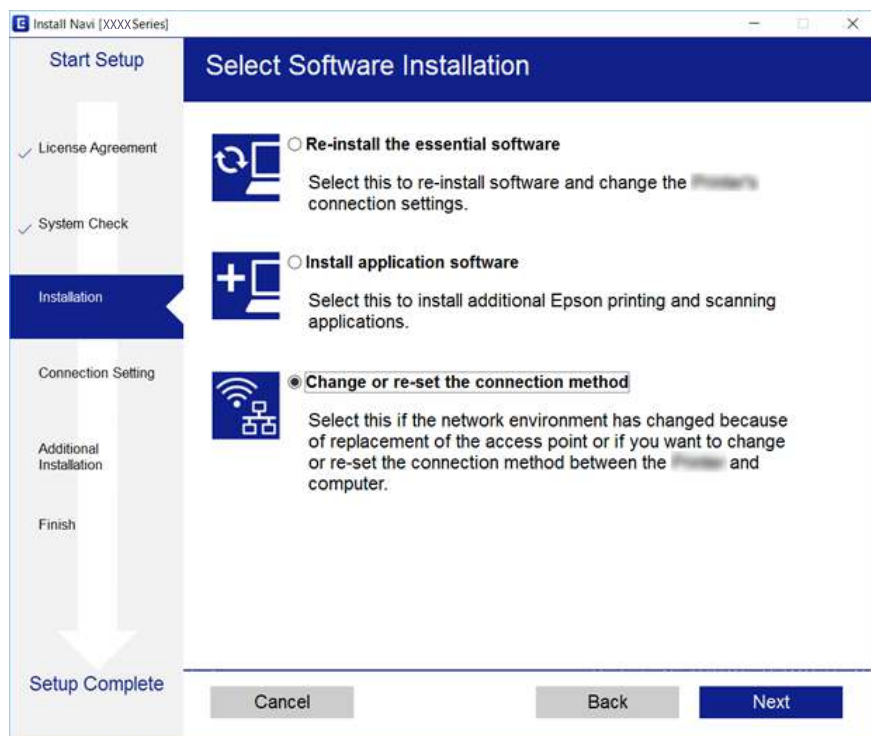 E Install Navi [XXXX Series]
Start Setup
License Agreement
System Check
Installation
Connection Setting
Additional
Installation
Finish
Setup Complete
Select Software Installation
Re-install the essential software
Select this to re-install software and change the
connection settings.
Install application software
Select this to install additional Epson printing and scanning
applications.
Change or re-set the connection method
Select this if the network environment has changed because
of replacement of the access point or if you want to change
or re-set the connection method between the and
computer.
Cancel
Back
Next